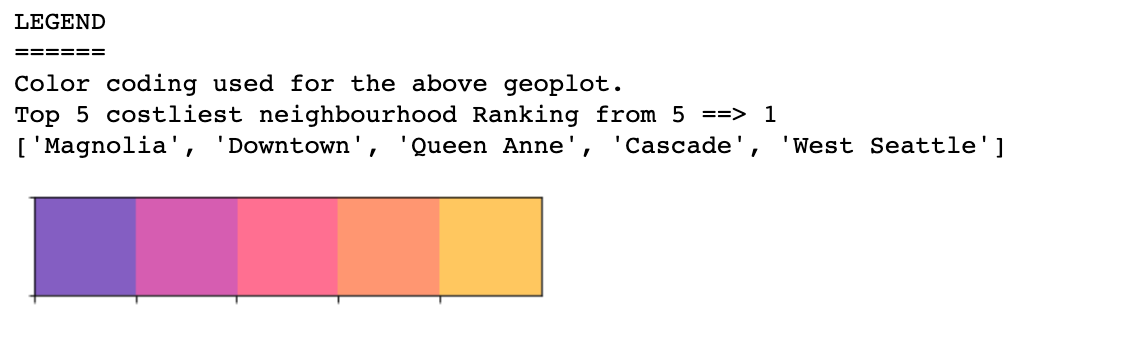 LEGEND
======
Color coding used for the above geoplot.
Top 5 costliest neighbourhood Ranking from 5 ==> 1
['Magnolia', 'Downtown', 'Queen Anne', 'Cascade', 'West Seattle']